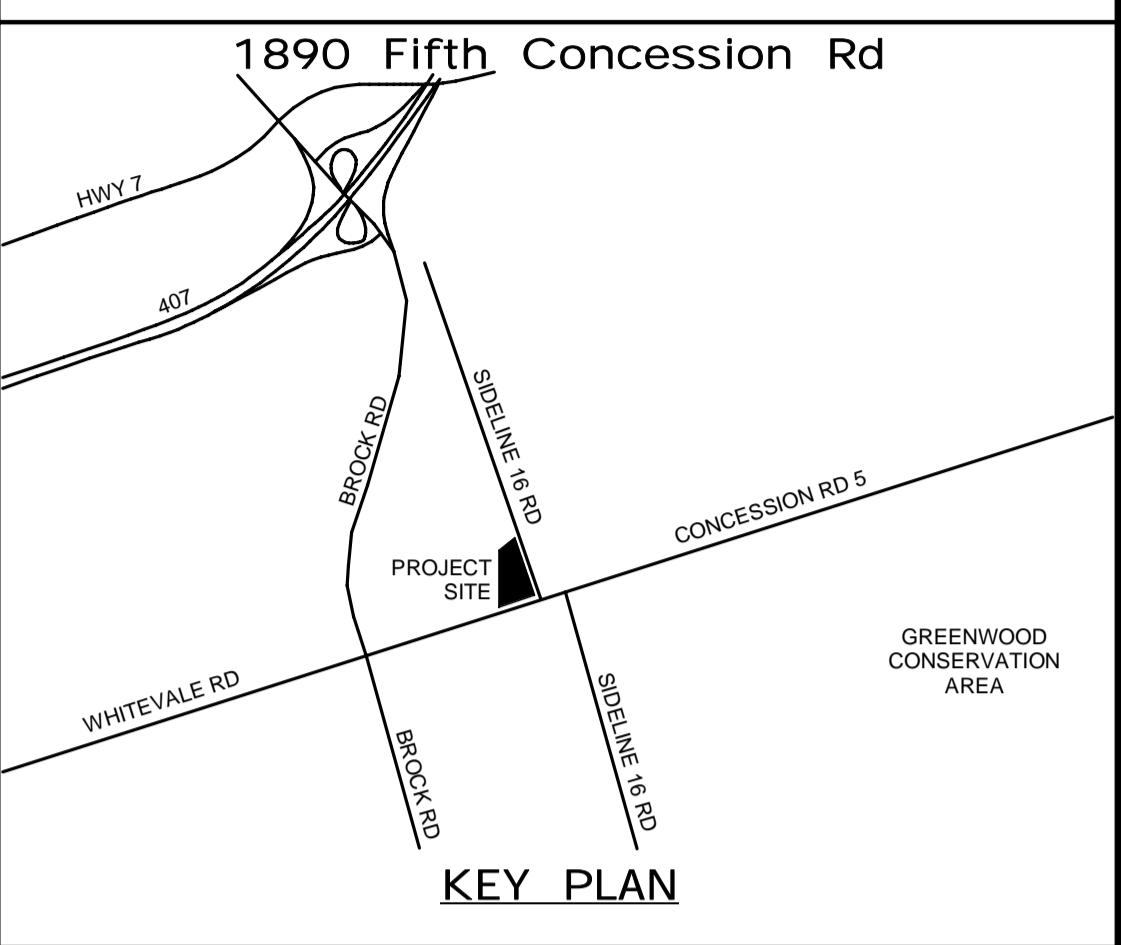 1890 Fifth Concession Rd
HWY 7
407
BROCK RD
SIDELINE 16 RD
CONCESSION RD 5
PROJECT
SITE
GREENWOOD
CONSERVATION
AREA
WHITEVALE RD
BROCK RD
SIDELINE 16 RD
KEY PLAN